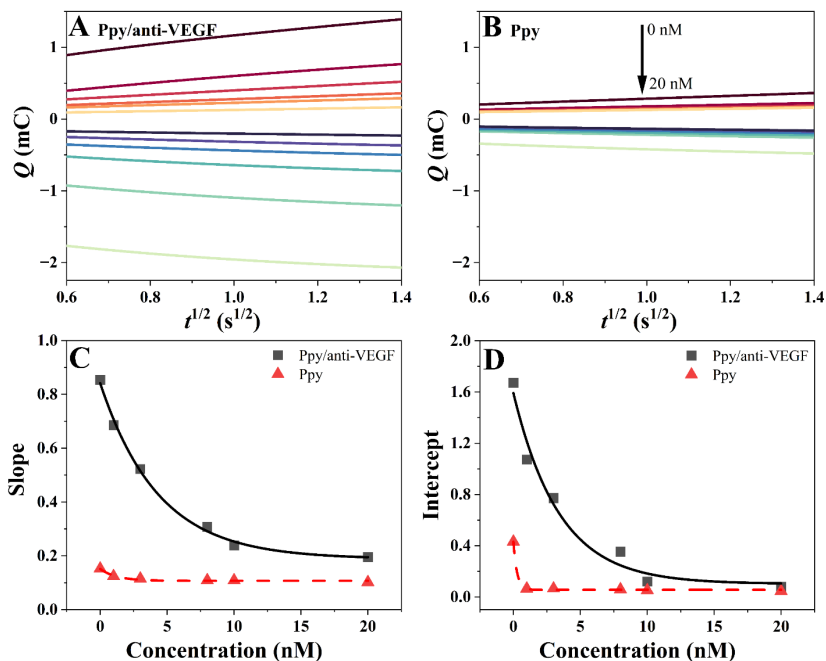 A Ppy/anti-VEGF
1
0
−1
−2
Q (mC)
0.6 0.8 1.0 1.2 1.4
t^1/2 (s^1/2)
B Ppy
0 nM
20 nM
1
0
−1
−2
Q (mC)
0.6 0.8 1.0 1.2 1.4
t^1/2 (s^1/2)
C
Ppy/anti-VEGF
Ppy
1.0
0.8
0.6
0.4
0.2
0.0
Slope
0 5 10 15 20
Concentration (nM)
D
Ppy/anti-VEGF
Ppy
2.0
1.6
1.2
0.8
0.4
0.0
Intercept
0 5 10 15 20
Concentration (nM)